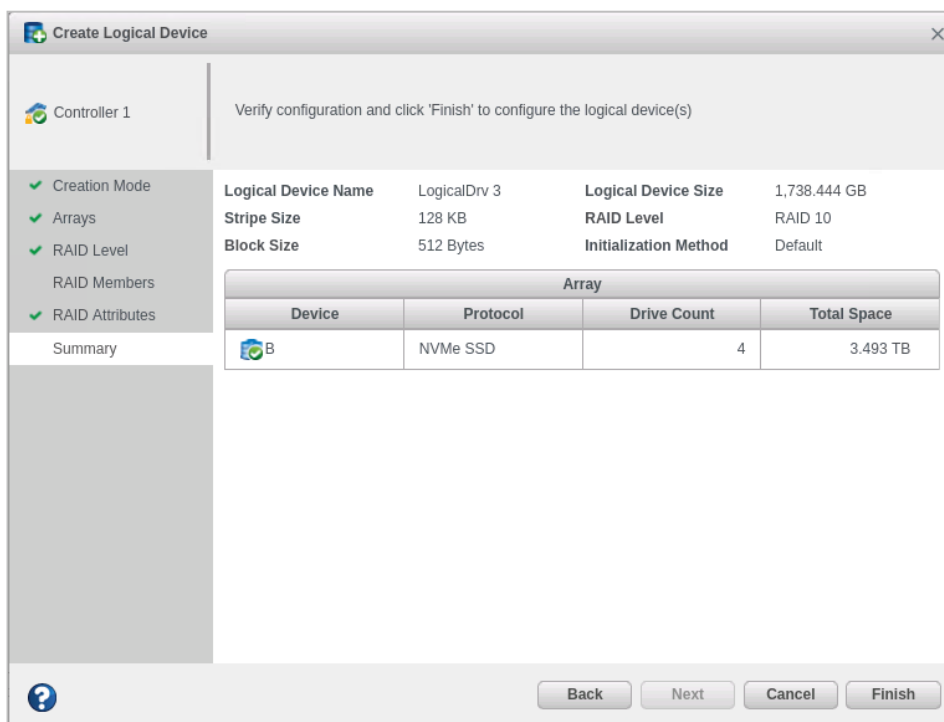 Create Logical Device
Controller 1
Verify configuration and click 'Finish' to configure the logical device(s)
Creation Mode
Arrays
RAID Level
RAID Members
RAID Attributes
Summary
Logical Device Name LogicalDrv 3 Logical Device Size 1,738.444 GB
Stripe Size 128 KB RAID Level RAID 10
Block Size 512 Bytes Initialization Method Default
Array
Device Protocol Drive Count Total Space
B NVMe SSD 4 3.493 TB
?
Back Next Cancel Finish